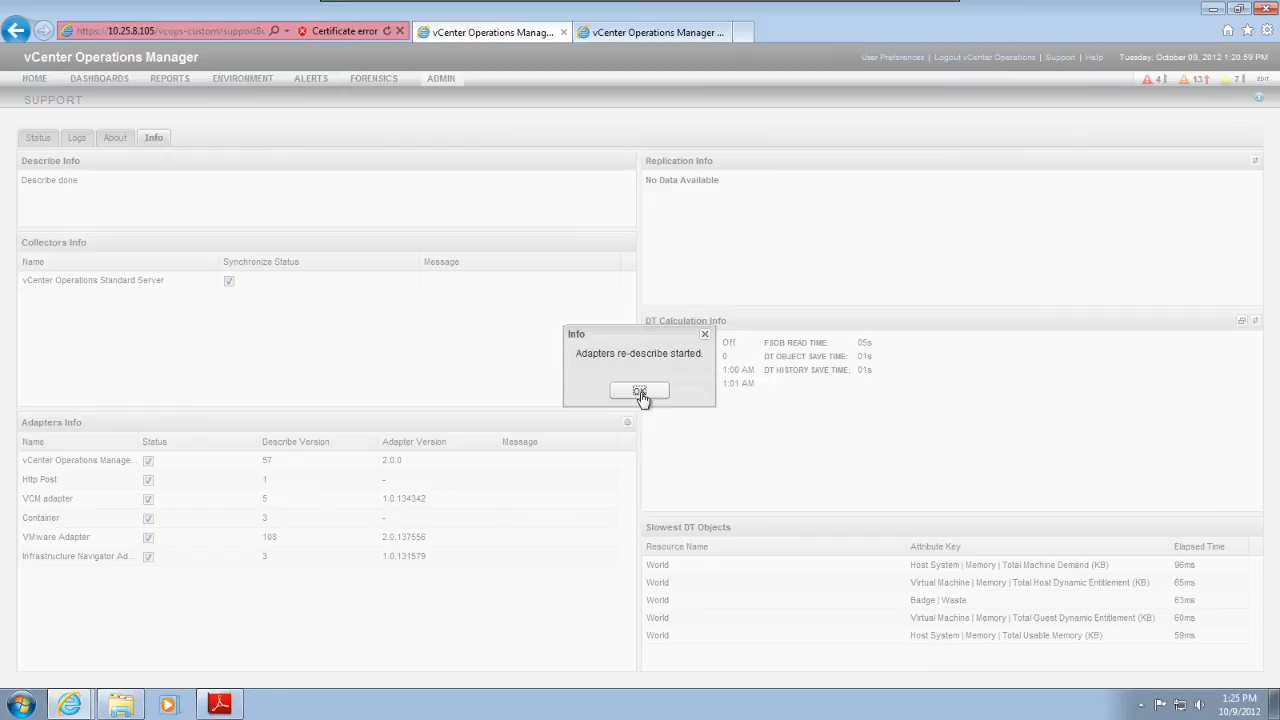 https://10.25.8.105/vcops-custom/supportBu
Certificate error
vCenter Operations Manag...
vCenter Operations Manager ...
vCenter Operations Manager
User Preferences | Logout vCenter Operations | Support | Help
Tuesday, October 09, 2012 1:20:59 PM
HOME DASHBOARDS REPORTS ENVIRONMENT ALERTS FORENSICS ADMIN
4 13 7 EDIT
SUPPORT
Status Logs About Info
Describe Info
Describe done
Collectors Info
Name Synchronize Status Message
vCenter Operations Standard Server
Adapters Info
Name Status Describe Version Adapter Version Message
vCenter Operations Manage... 57 2.0.0
Http Post 1 -
VCM adapter 5 1.0.134342
Container 3 -
VMware Adapter 108 2.0.137556
Infrastructure Navigator Ad... 3 1.0.131579
Info
Adapters re-describe started.
OK
Replication Info
No Data Available
DT Calculation Info
Off FSDB READ TIME: 05s
0 DT OBJECT SAVE TIME: 01s
1:00 AM DT HISTORY SAVE TIME: 01s
1:01 AM
Slowest DT Objects
Resource Name Attribute Key Elapsed Time
World Host System | Memory | Total Machine Demand (KB) 96ms
World Virtual Machine | Memory | Total Host Dynamic Entitlement (KB) 65ms
World Badge | Waste 63ms
World Virtual Machine | Memory | Total Guest Dynamic Entitlement (KB) 60ms
World Host System | Memory | Total Usable Memory (KB) 59ms
1:25 PM
10/9/2012